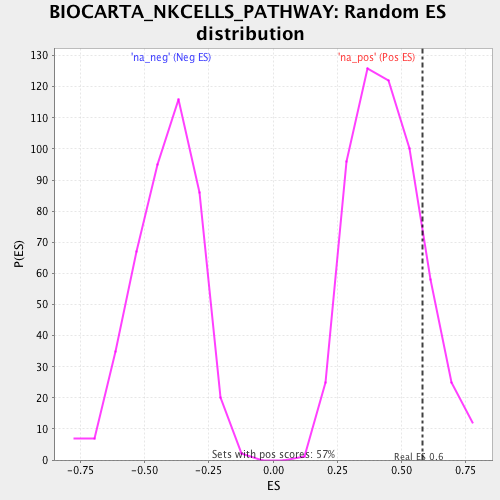 BIOCARTA_NKCELLS_PATHWAY: Random ES
distribution
'na_neg' (Neg ES)
'na_pos' (Pos ES)
130
120
110
100
90
80
70
60
50
40
30
20
10
0
P(ES)
Sets with pos scores: 57%
Real ES 0.6
-0.75
-0.50
-0.25
0.00
0.25
0.50
0.75
ES